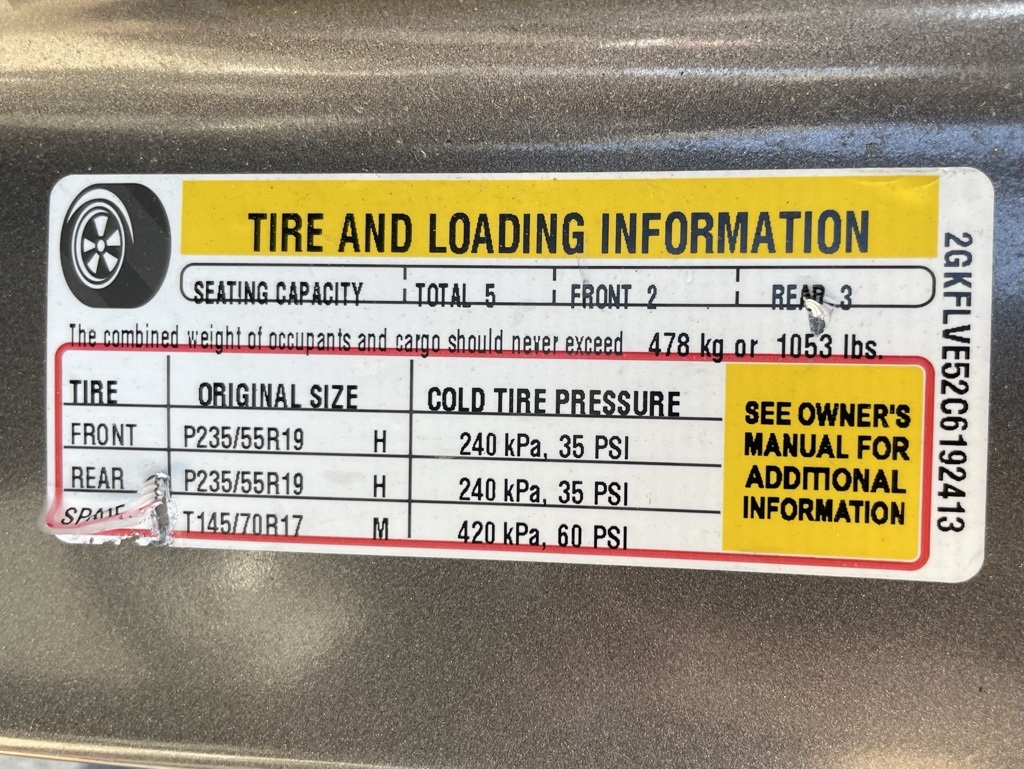 TIRE AND LOADING INFORMATION
SEATING CAPACITY TOTAL 5 FRONT 2 REAR 3
The combined weight of occupants and cargo should never exceed 478 kg or 1053 lbs.
TIRE ORIGINAL SIZE COLD TIRE PRESSURE
FRONT P235/55R19 H 240 kPa, 35 PSI
REAR P235/55R19 H 240 kPa, 35 PSI
SPARE T145/70R17 M 420 kPa, 60 PSI
SEE OWNER'S
MANUAL FOR
ADDITIONAL
INFORMATION
2GKFLVE52C6192413